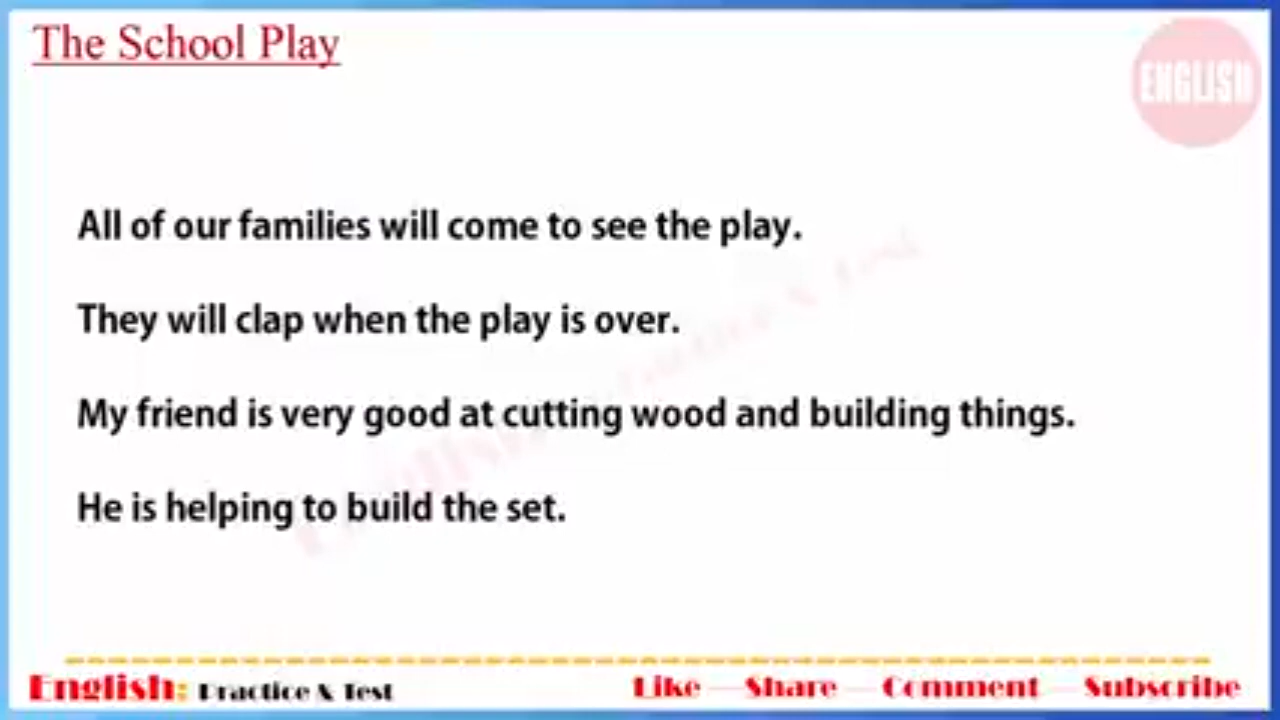 The School Play
ENGLISH
All of our families will come to see the play.
They will clap when the play is over.
My friend is very good at cutting wood and building things.
He is helping to build the set.
English: Practice & Test
Like — Share — Comment — Subscribe